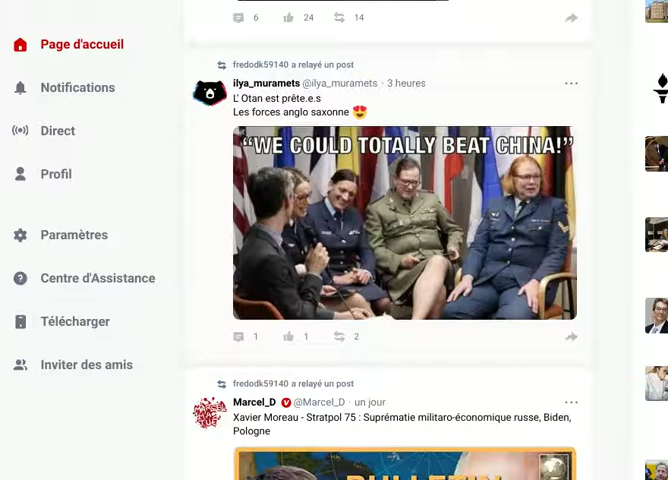 6 24 14
Page d'accueil
Notifications
Direct
Profil
Paramètres
Centre d'Assistance
Télécharger
Inviter des amis
fredodk59140 a relayé un post
ilya_muramets @ilya_muramets · 3 heures
L' Otan est prête.e.s
Les forces anglo saxonne
“WE COULD TOTALLY BEAT CHINA!”
1 1 2
fredodk59140 a relayé un post
Marcel_D @Marcel_D · un jour
Xavier Moreau - Stratpol 75 : Suprématie militaro-économique russe, Biden,
Pologne
BULLETIN